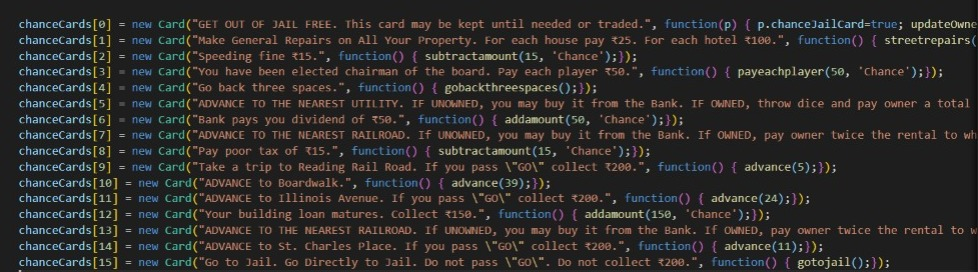 chanceCards[0] = new Card("GET OUT OF JAIL FREE. This card may be kept until needed or traded.", function(p) { p.chanceJailCard=true; updateOwne
chanceCards[1] = new Card("Make General Repairs on All Your Property. For each house pay ₹25. For each hotel ₹100.", function() { streetrepairs(
chanceCards[2] = new Card("Speeding fine ₹15.", function() { subtractamount(15, 'Chance');});
chanceCards[3] = new Card("You have been elected chairman of the board. Pay each player ₹50.", function() { payeachplayer(50, 'Chance');});
chanceCards[4] = new Card("Go back three spaces.", function() { gobackthreespaces();});
chanceCards[5] = new Card("ADVANCE TO THE NEAREST UTILITY. IF UNOWNED, you may buy it from the Bank. IF OWNED, throw dice and pay owner a total
chanceCards[6] = new Card("Bank pays you dividend of ₹50.", function() { addamount(50, 'Chance');});
chanceCards[7] = new Card("ADVANCE TO THE NEAREST RAILROAD. If UNOWNED, you may buy it from the Bank. If OWNED, pay owner twice the rental to wh
chanceCards[8] = new Card("Pay poor tax of ₹15.", function() { subtractamount(15, 'Chance');});
chanceCards[9] = new Card("Take a trip to Reading Rail Road. If you pass \"GO\" collect ₹200.", function() { advance(5);});
chanceCards[10] = new Card("ADVANCE to Boardwalk.", function() { advance(39);});
chanceCards[11] = new Card("ADVANCE to Illinois Avenue. If you pass \"GO\" collect ₹200.", function() { advance(24);});
chanceCards[12] = new Card("Your building loan matures. Collect ₹150.", function() { addamount(150, 'Chance');});
chanceCards[13] = new Card("ADVANCE TO THE NEAREST RAILROAD. If UNOWNED, you may buy it from the Bank. If OWNED, pay owner twice the rental to w
chanceCards[14] = new Card("ADVANCE to St. Charles Place. If you pass \"GO\" collect ₹200.", function() { advance(11);});
chanceCards[15] = new Card("Go to Jail. Go Directly to Jail. Do not pass \"GO\". Do not collect ₹200.", function() { gotojail();});